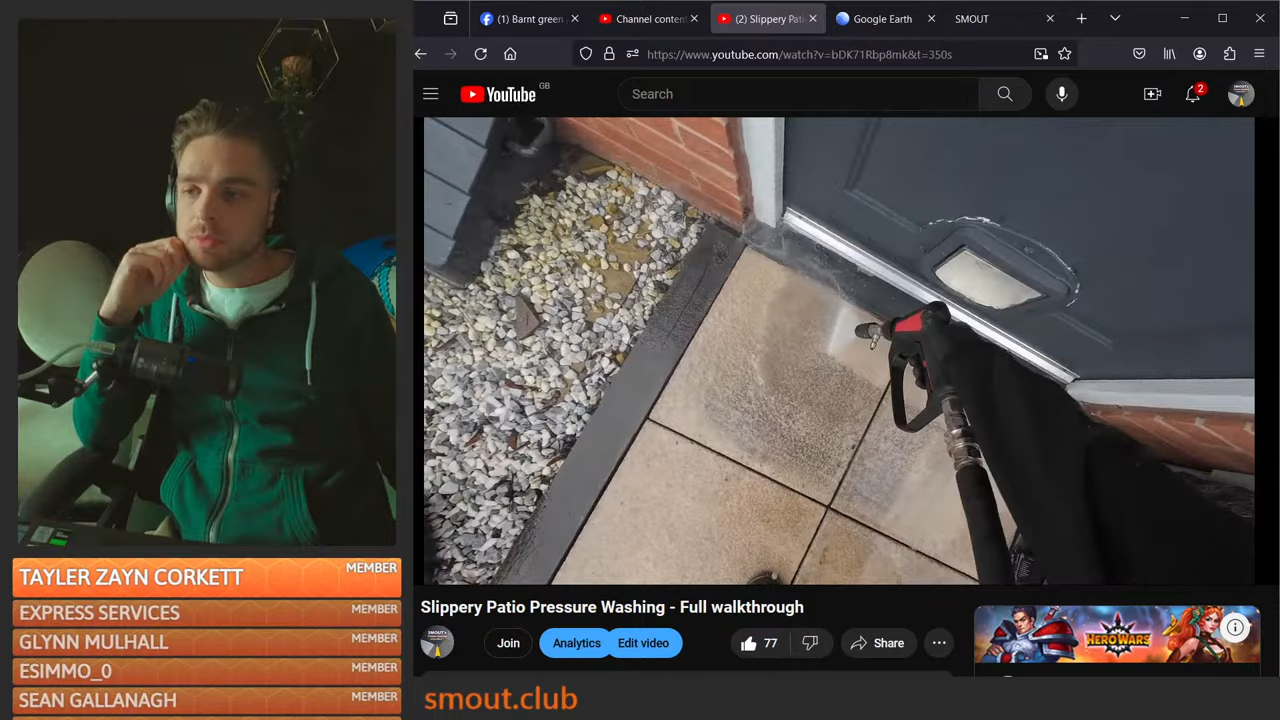 (1) Barnt green
Channel conten
(2) Slippery Pati
Google Earth
SMOUT
https://www.youtube.com/watch?v=bDK71Rbp8mk&t=350s
YouTube GB
Search
2
Slippery Patio Pressure Washing - Full walkthrough
Join
Analytics
Edit video
77
Share
HERO WARS
TAYLER ZAYN CORKETT MEMBER
EXPRESS SERVICES MEMBER
GLYNN MULHALL MEMBER
ESIMMO_0 MEMBER
SEAN GALLANAGH MEMBER
smout.club